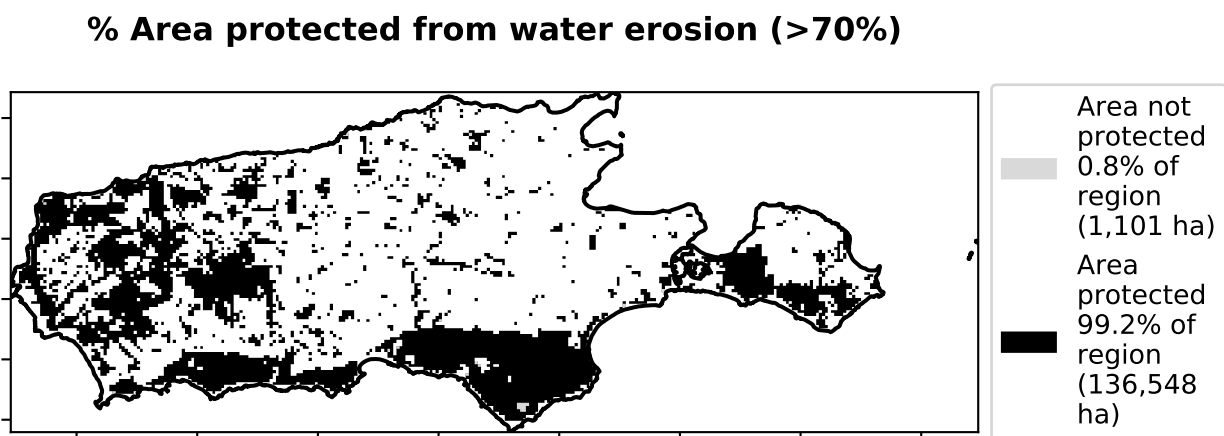 % Area protected from water erosion (>70%)
Area not
protected
0.8% of
region
(1,101 ha)
Area
protected
99.2% of
region
(136,548
ha)